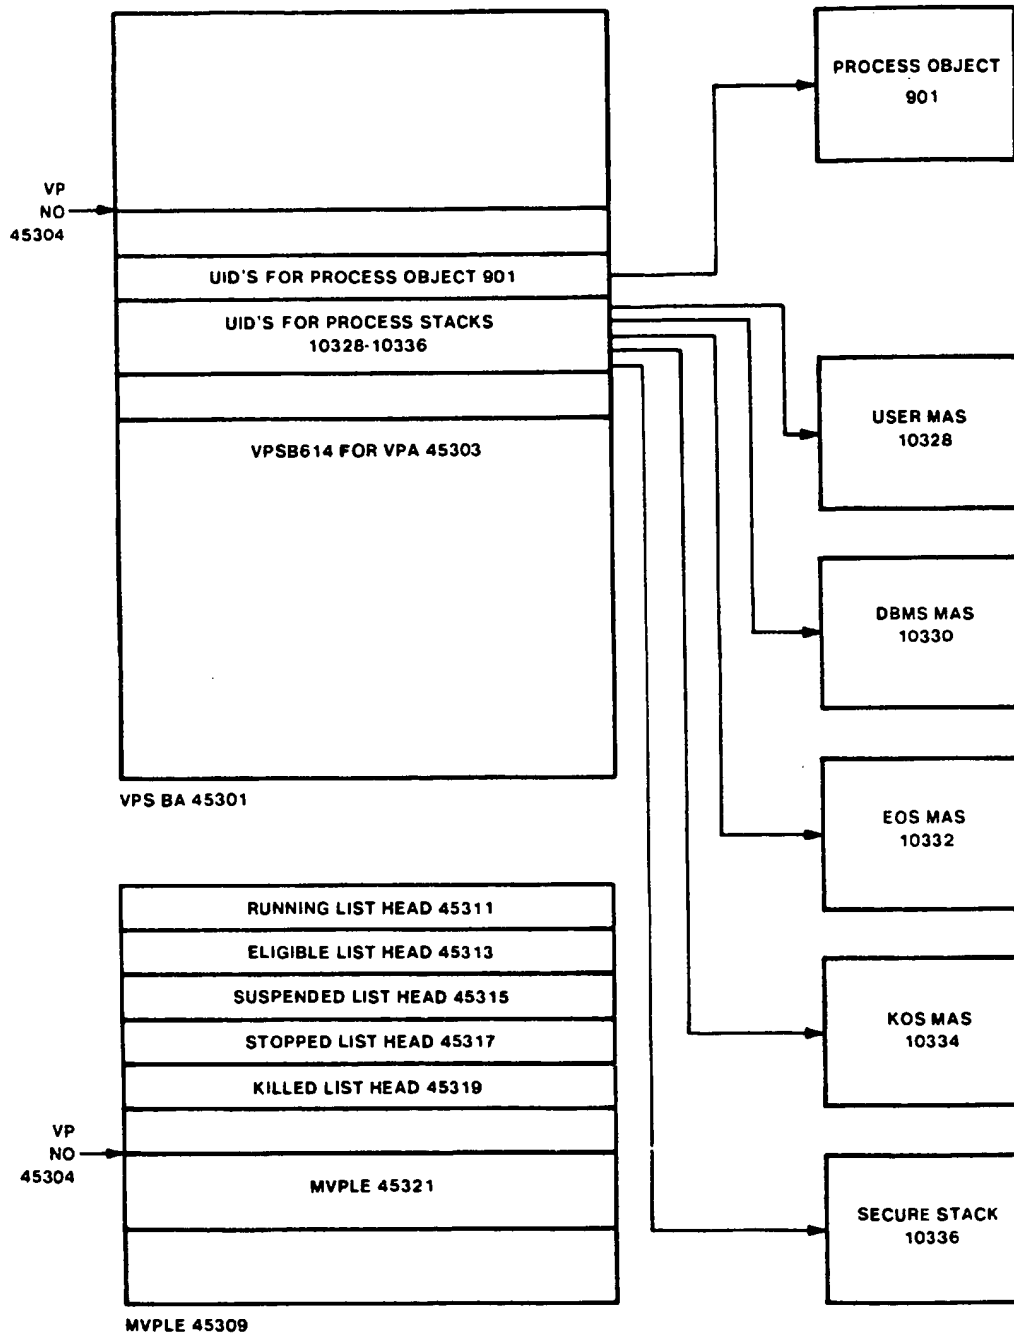 PROCESS OBJECT
901
VP
NO
45304
UID'S FOR PROCESS OBJECT 901
UID'S FOR PROCESS STACKS
10328-10336
VPSB614 FOR VPA 45303
USER MAS
10328
DBMS MAS
10330
VPS BA 45301
EOS MAS
10332
RUNNING LIST HEAD 45311
ELIGIBLE LIST HEAD 45313
SUSPENDED LIST HEAD 45315
STOPPED LIST HEAD 45317
KILLED LIST HEAD 45319
KOS MAS
10334
VP
NO
45304
MVPLE 45321
SECURE STACK
10336
MVPLE 45309